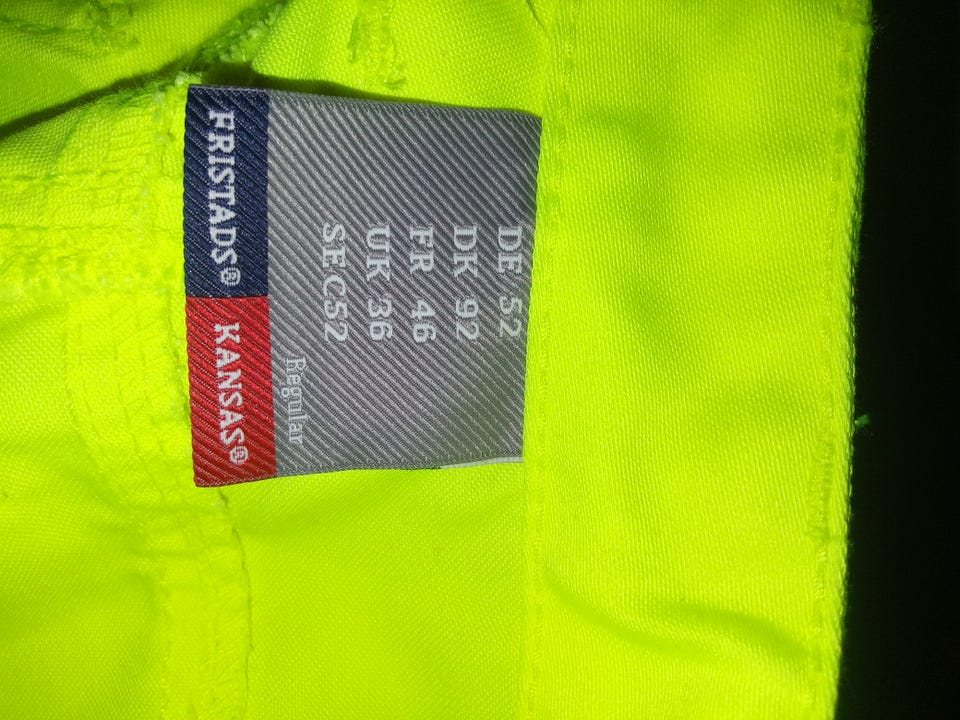 DE 52
DK 92
FR 46
UK 36
SE C52
Regular
FRISTADS® KANSAS®